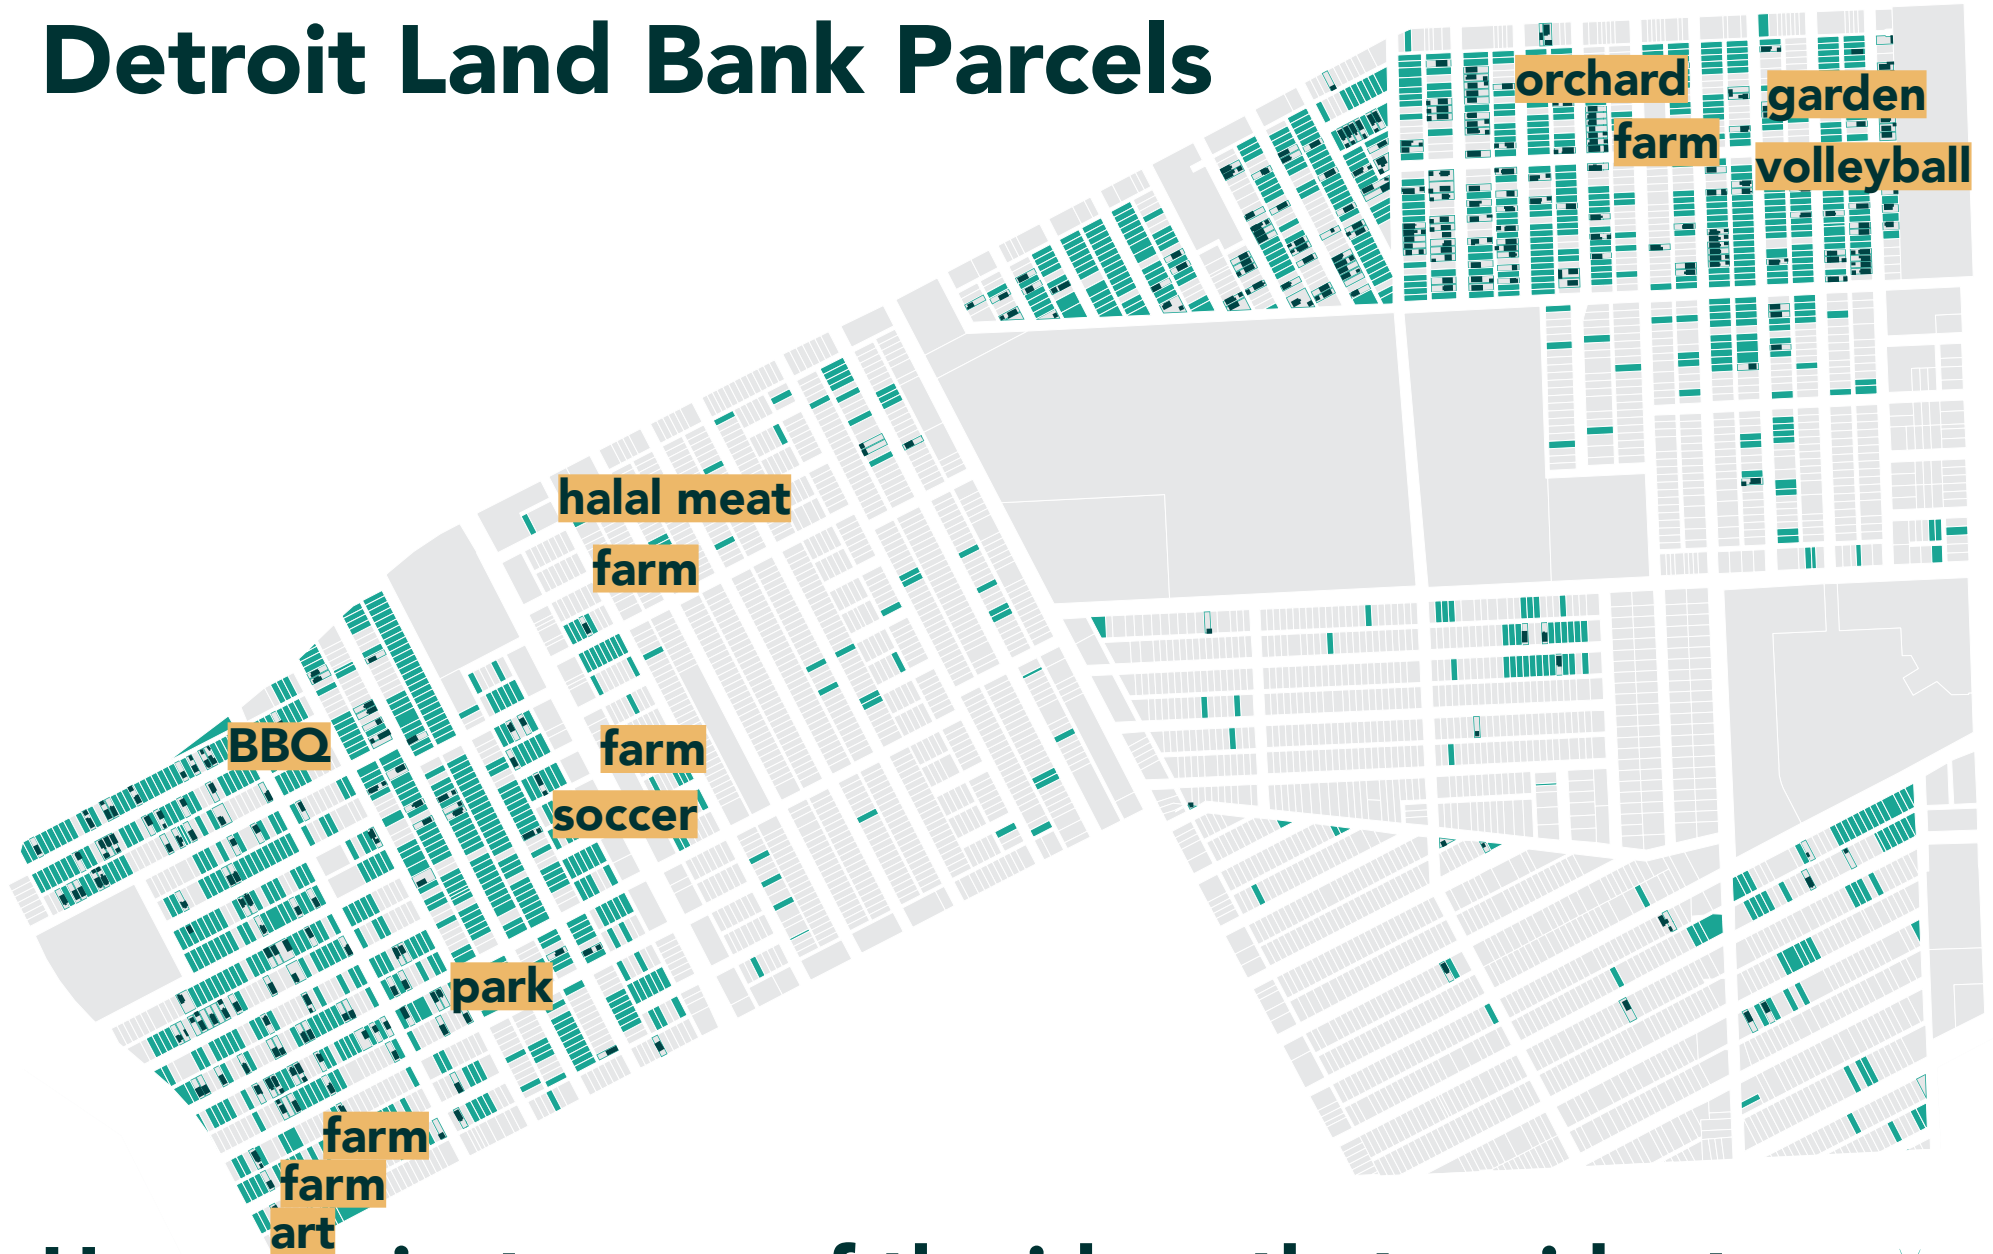 Detroit Land Bank Parcels
orchard
garden
farm
volleyball
halal meat
farm
BBQ
farm
soccer
park
farm
farm
art